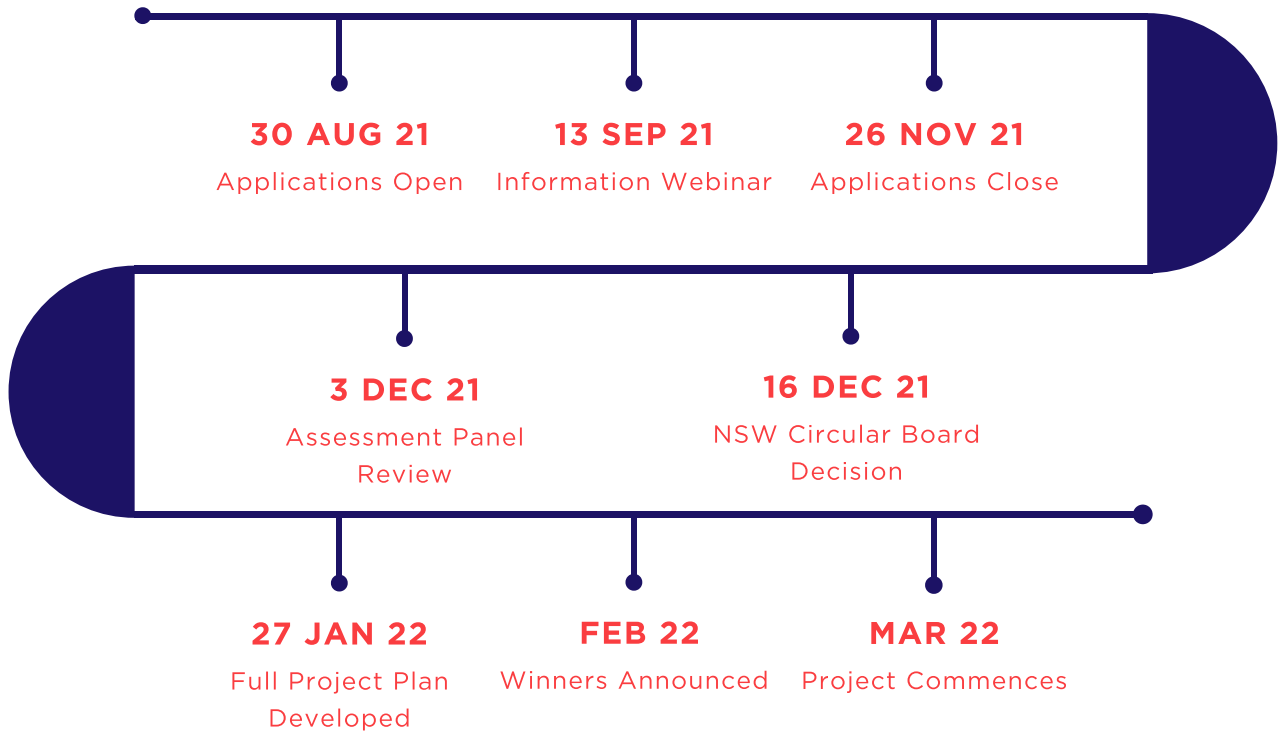 30 AUG 21
Applications Open
13 SEP 21
Information Webinar
26 NOV 21
Applications Close
3 DEC 21
Assessment Panel
Review
16 DEC 21
NSW Circular Board
Decision
27 JAN 22
Full Project Plan
Developed
FEB 22
Winners Announced
MAR 22
Project Commences